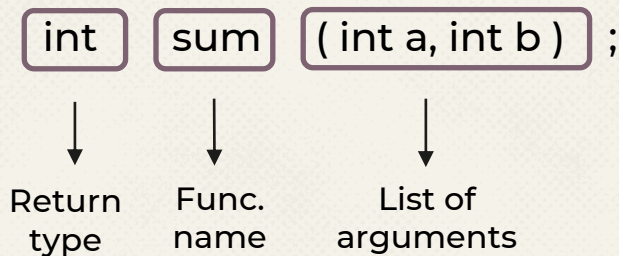 int sum ( int a, int b ) ;
Return Func. List of
type name arguments